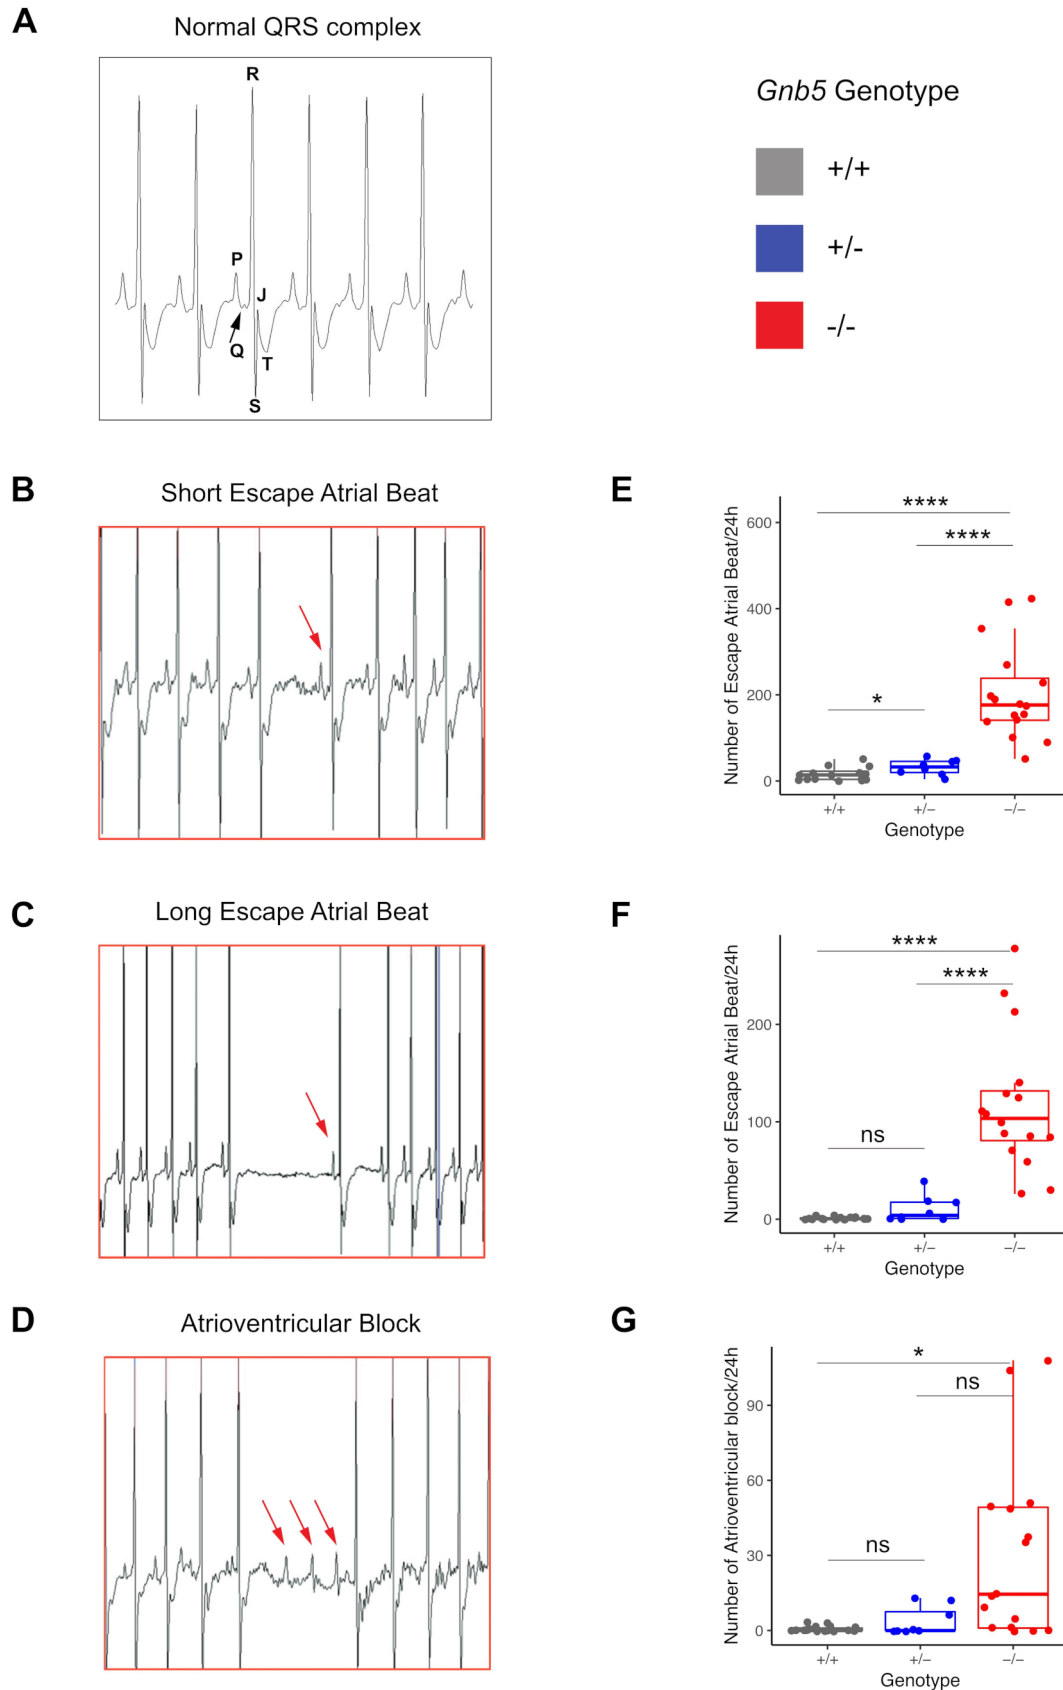 A
Normal QRS complex
R
P
J
Q
T
S
Gnb5 Genotype
+/+
+/-
-/-
B
Short Escape Atrial Beat
C
Long Escape Atrial Beat
D
Atrioventricular Block
E
Number of Escape Atrial Beat/24h
600
400
200
0
****
****
*
+/+
+/−
−/−
Genotype
F
Number of Escape Atrial Beat/24h
200
100
0
****
****
ns
+/+
+/−
−/−
Genotype
G
Number of Atrioventricular block/24h
90
60
30
0
*
ns
ns
+/+
+/−
−/−
Genotype